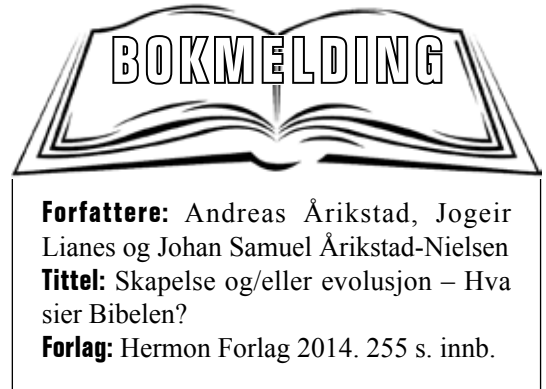 BOKMELDING
Forfattere: Andreas Årikstad, Jogeir
Lianes og Johan Samuel Årikstad-Nielsen
Tittel: Skapelse og/eller evolusjon – Hva
sier Bibelen?
Forlag: Hermon Forlag 2014. 255 s. innb.